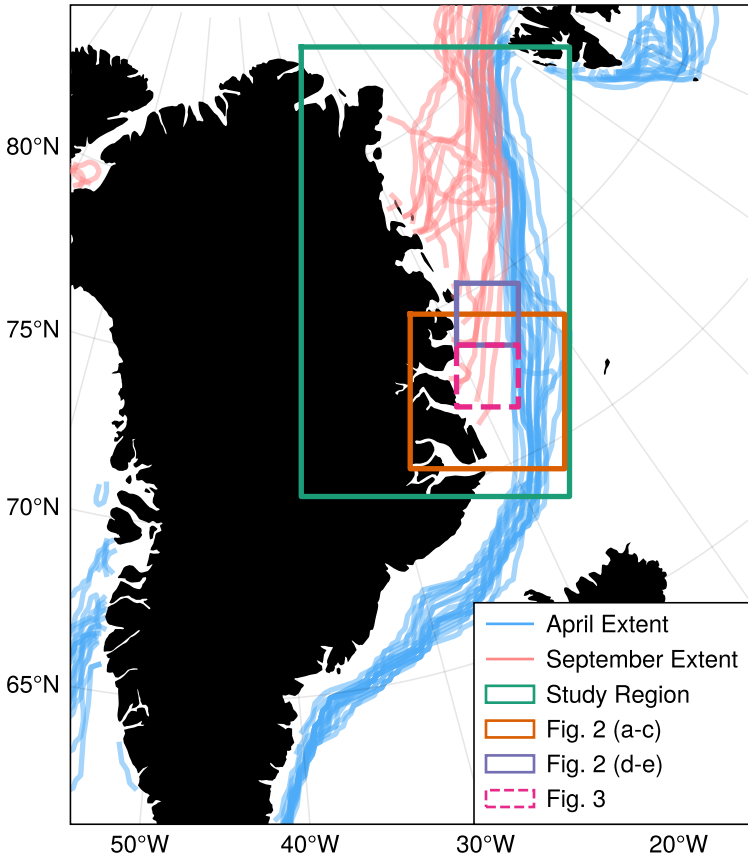 80°N
75°N
70°N
65°N
April Extent
September Extent
Study Region
Fig. 2 (a-c)
Fig. 2 (d-e)
Fig. 3
50°W
40°W
30°W
20°W